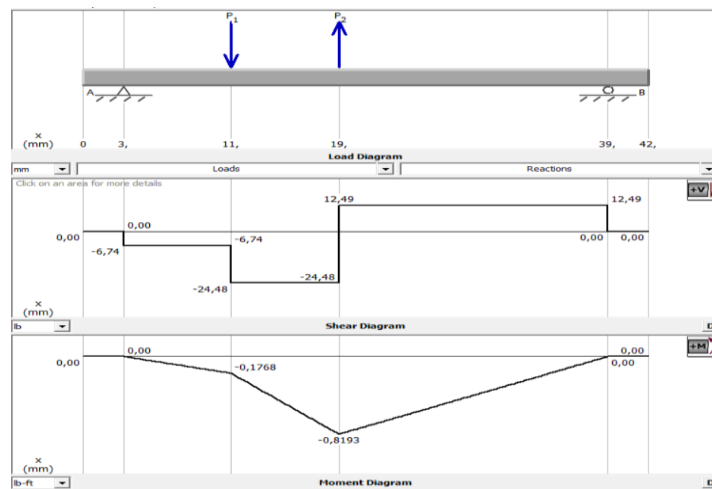 P1 P2
A B
x
(mm) 0 3, 11, 19, 39, 42,
Load Diagram
mm Loads Reactions
Click on an area for more details +V
12,49 12,49
0,00 0,00 -6,74 0,00 0,00
-6,74
-24,48 -24,48
x
(mm)
lb Shear Diagram D
+M
0,00 0,00 0,00
-0,1768 0,00
-0,8193
x
(mm)
lb-ft Moment Diagram D